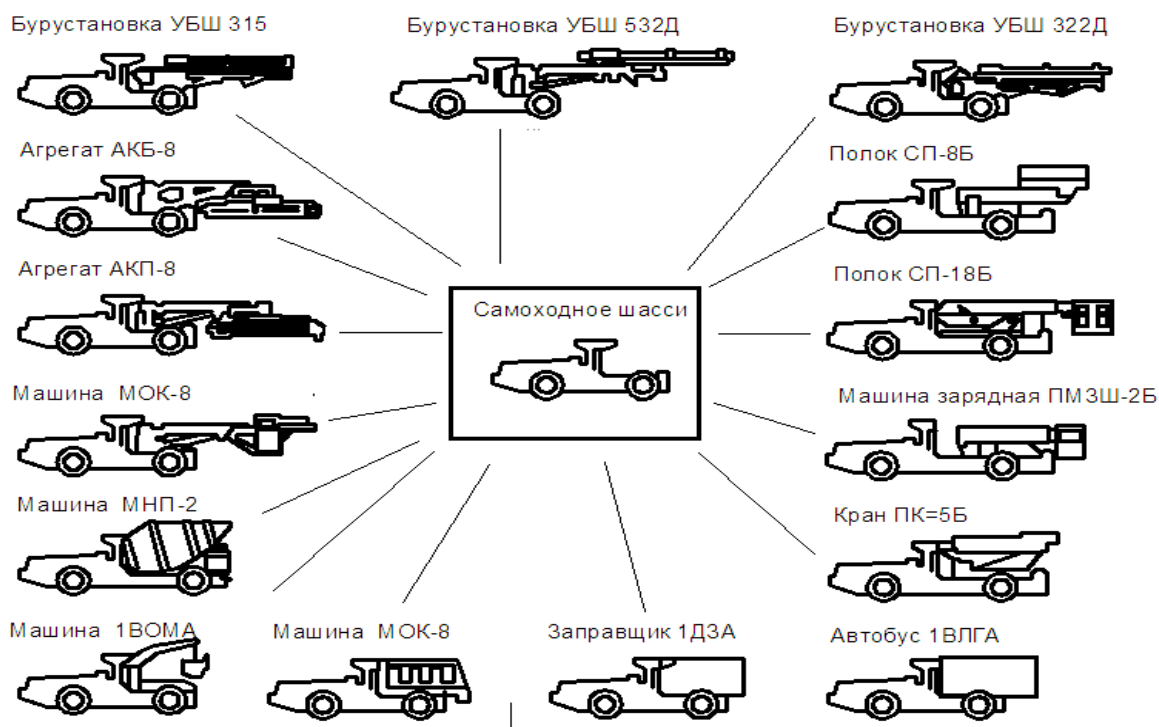 Бурустановка УБШ 315
Бурустановка УБШ 532Д
Бурустановка УБШ 322Д
...
Агрегат АКБ-8
Полок СП-8Б
Агрегат АКП-8
Полок СП-18Б
Самоходное шасси
Машина МОК-8
Машина зарядная ПМЗШ-2Б
Машина МНП-2
Кран ПК=5Б
Машина 1ВОМА
Машина МОК-8
Заправщик 1ДЗА
Автобус 1ВЛГА